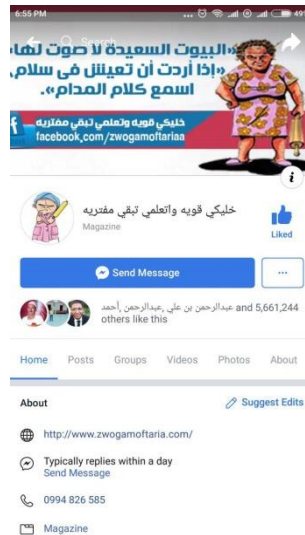 6:55 PM
... 49%
Search
«البيوت السعيدة لا صوت لها»
«إذا أردت أن تعيش فى سلام,
اسمع كلام المدام».
خليكي قويه وتعلمي تبقي مفتريه
facebook.com/zwogamoftariaa
خليكي قويه واتعلمي تبقي مفتريه
Magazine
Liked
Send Message
...
عبدالرحمن بن علي ,عبدالرحمن أحمد and 5,661,244
others like this
Home Posts Groups Videos Photos About
About
Suggest Edits
http://www.zwogamoftaria.com/
Typically replies within a day
Send Message
0994 826 585
Magazine